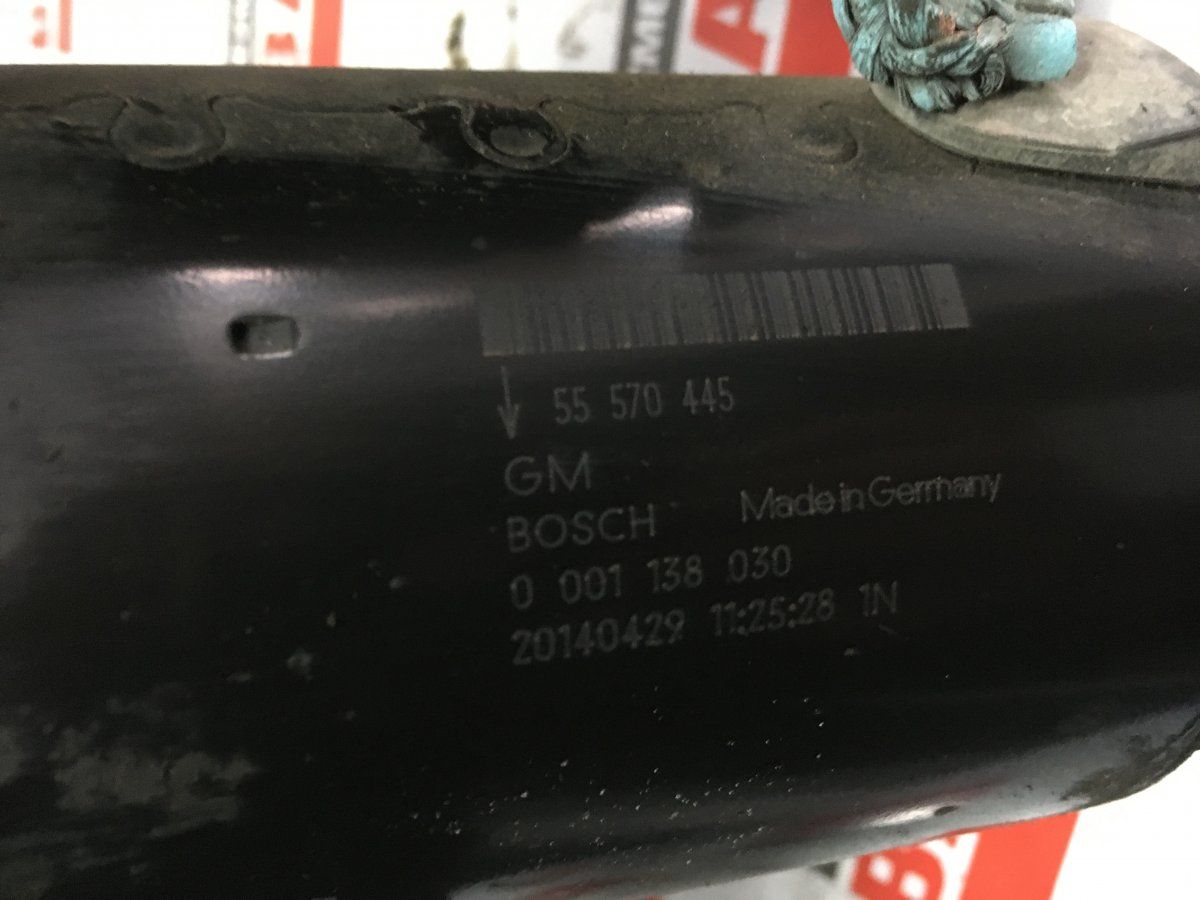 55 570 445
GM
BOSCH Made in Germany
0 001 138 030
20140429 11:25:28 1N